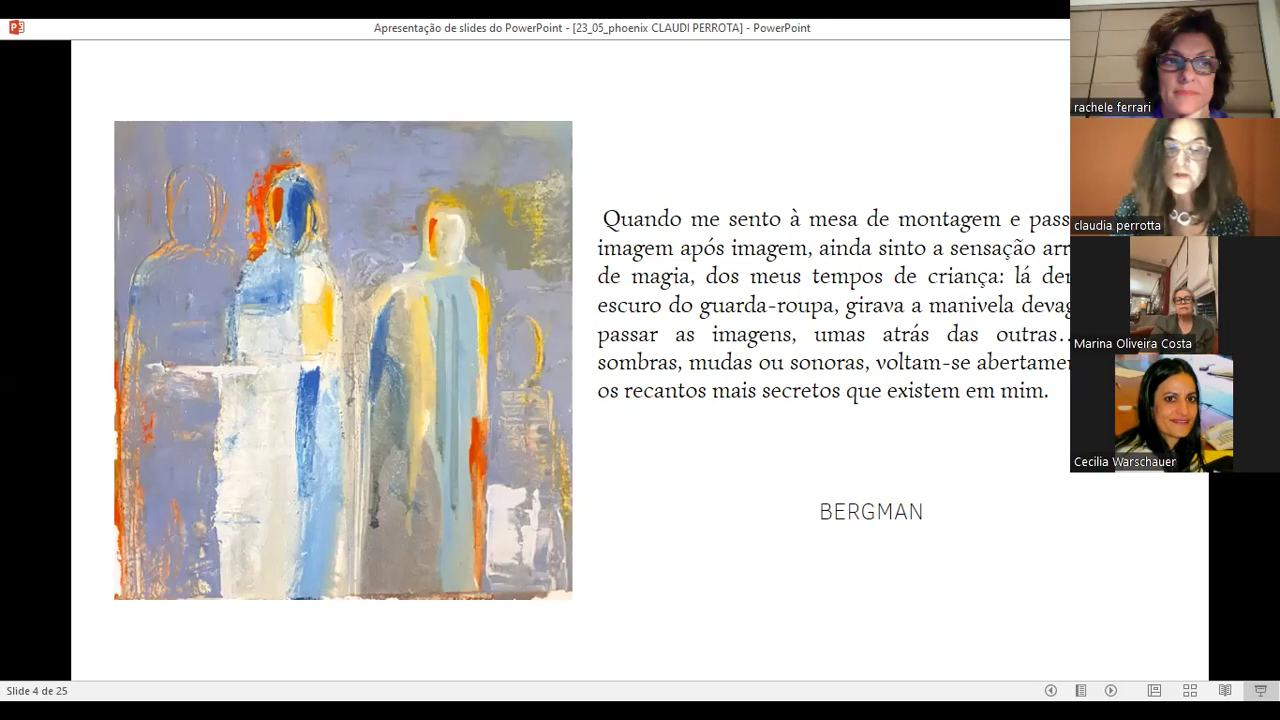 Apresentação de slides do PowerPoint - [23_05_phoenix CLAUDI PERROTA] - PowerPoint
rachele ferrari
claudia perrotta
Marina Oliveira Costa
Cecilia Warschauer
Quando me sento à mesa de montagem e pass
imagem após imagem, ainda sinto a sensação arr
de magia, dos meus tempos de criança: lá der
escuro do guarda-roupa, girava a manivela devag
passar as imagens, umas atrás das outras..
sombras, mudas ou sonoras, voltam-se abertamen
os recantos mais secretos que existem em mim.
BERGMAN
Slide 4 de 25